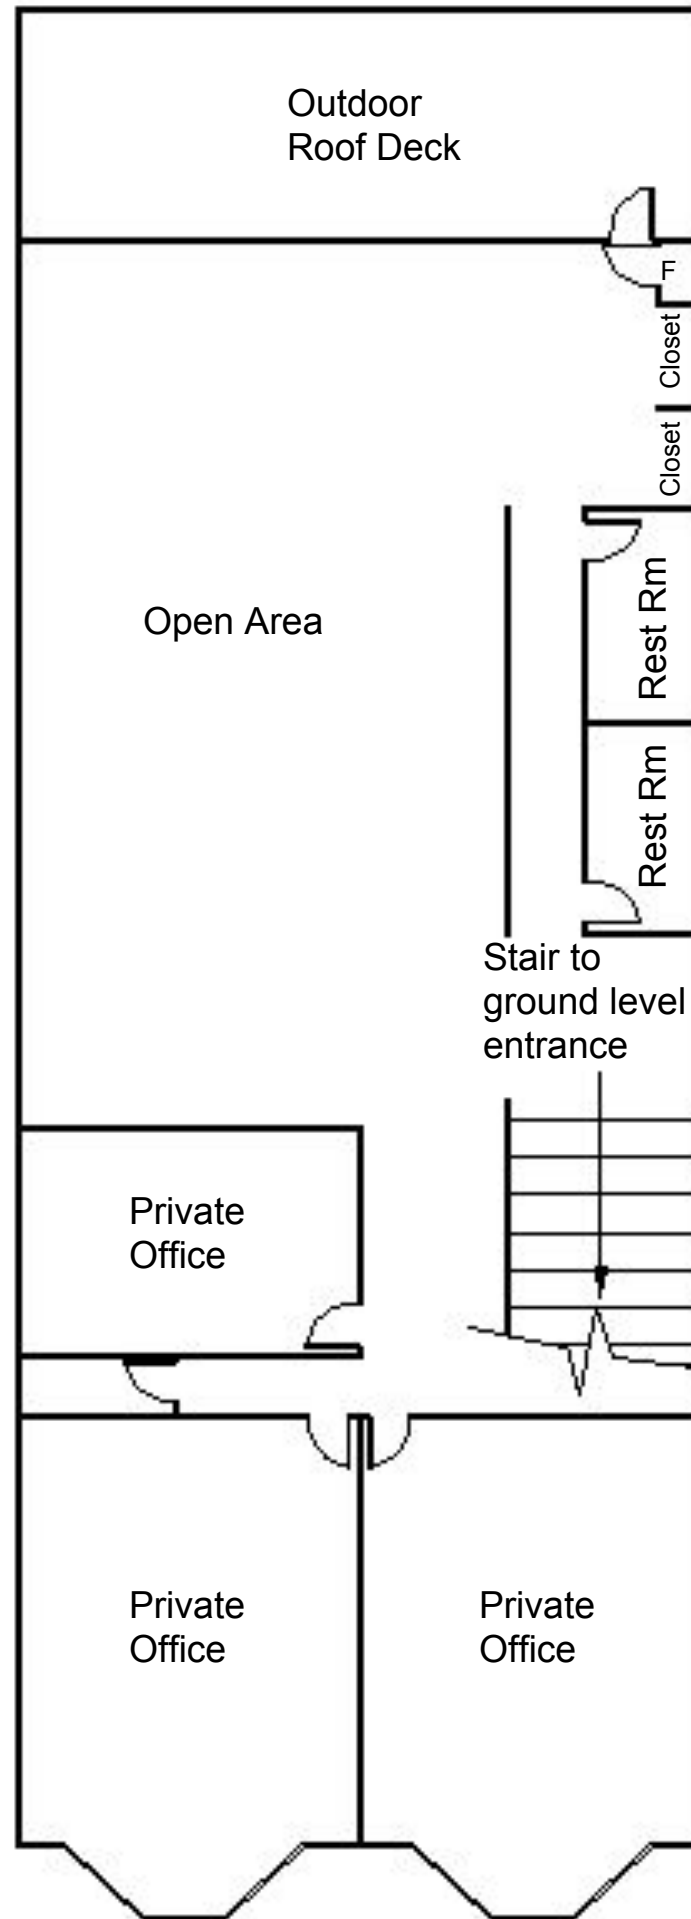 Outdoor
Roof Deck
F
Closet
Closet
Open Area
Rest Rm
Rest Rm
Stair to
ground level
entrance
Private
Office
Private
Office
Private
Office